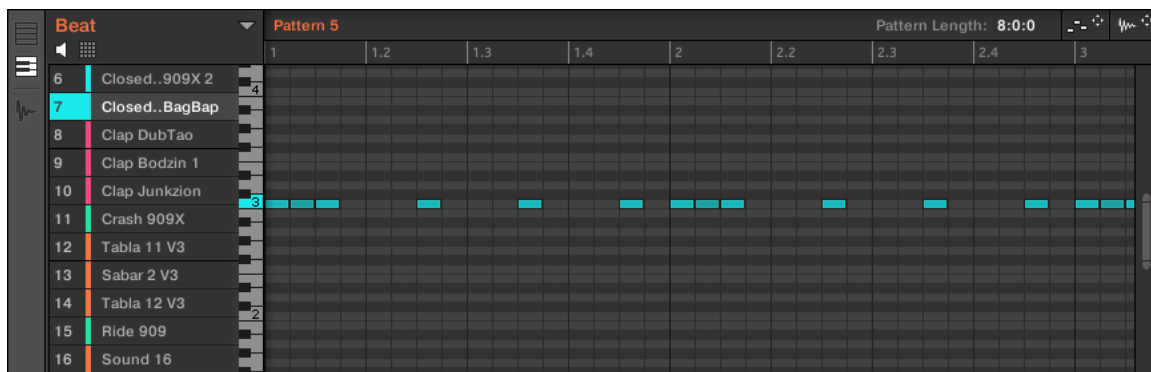 Beat
Pattern 5
Pattern Length: 8:0:0
1 1.2 1.3 1.4 2 2.2 2.3 2.4 3
6 Closed..909X 2
4
7 Closed..BagBap
8 Clap DubTao
9 Clap Bodzin 1
10 Clap Junkzion
3
11 Crash 909X
12 Tabla 11 V3
13 Sabar 2 V3
14 Tabla 12 V3
2
15 Ride 909
16 Sound 16